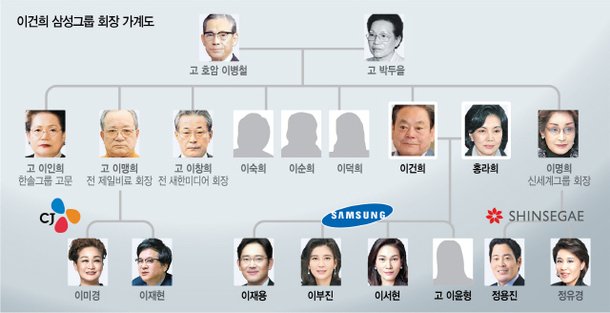 이건희 삼성그룹 회장 가계도
고 호암 이병철
고 박두을
고 이인희
한솔그룹 고문
고 이맹희
전 제일비료 회장
고 이창희
전 새한미디어 회장
이숙희
이순희
이덕희
이건희
홍라희
이명희
신세계그룹 회장
CJ
SAMSUNG
SHINSEGAE
이미경
이재현
이재용
이부진
이서현
고 이윤형
정용진
정유경